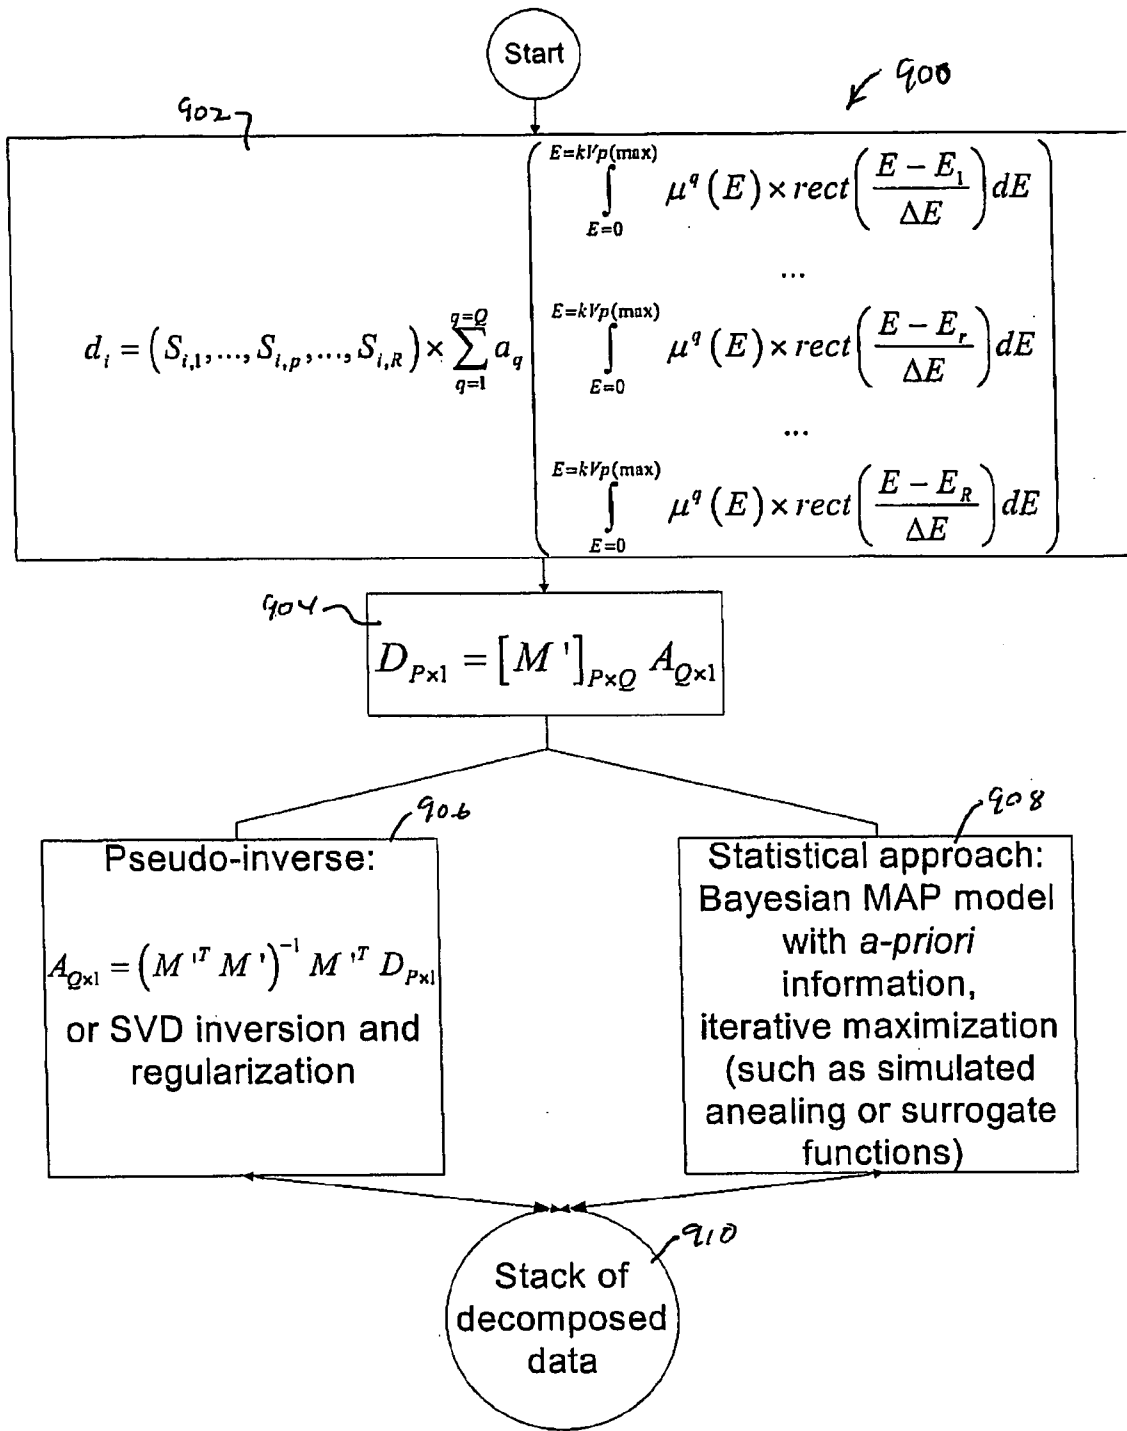 Start
900
902
E=kVp(max) ∫ E=0 μ^q (E) × rect((E − E_1)/ΔE) dE
...
d_i = (S_{i,1},..., S_{i,p},..., S_{i,R}) × ∑_{q=1}^{q=Q} a_q E=kVp(max) ∫ E=0 μ^q (E) × rect((E − E_r)/ΔE) dE
...
E=kVp(max) ∫ E=0 μ^q (E) × rect((E − E_R)/ΔE) dE
904
D_{P×1} = [M ']_{P×Q} A_{Q×1}
906
Pseudo-inverse:
A_{Q×1} = (M '^T M ')^{-1} M '^T D_{P×1}
or SVD inversion and
regularization
908
Statistical approach:
Bayesian MAP model
with a-priori
information,
iterative maximization
(such as simulated
anealing or surrogate
functions)
910
Stack of
decomposed
data